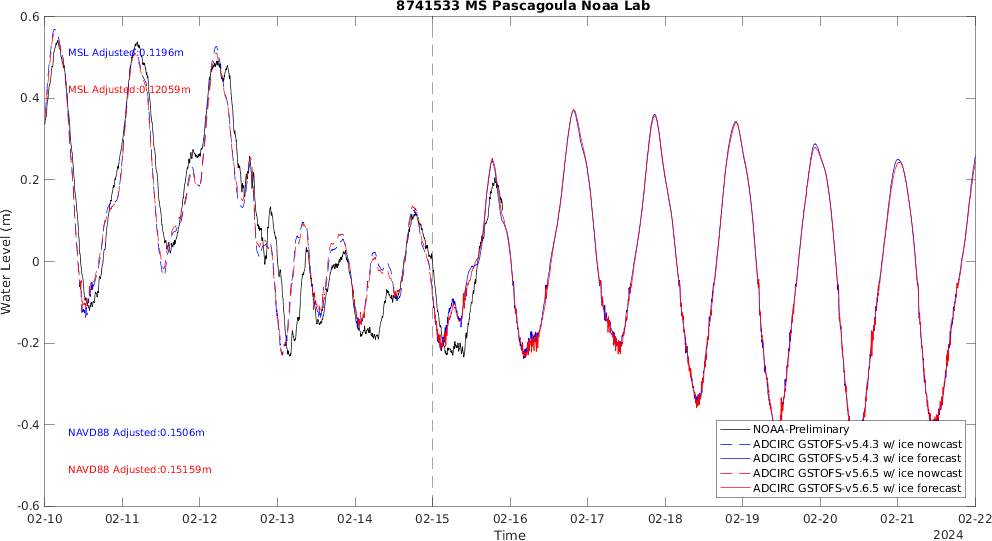 8741533 MS Pascagoula Noaa Lab
0.6
0.4
0.2
0
-0.2
-0.4
-0.6
Water Level (m)
MSL Adjusted:0.1196m
MSL Adjusted:0.12059m
NAVD88 Adjusted:0.1506m
NAVD88 Adjusted:0.15159m
NOAA-Preliminary
ADCIRC GSTOFS-v5.4.3 w/ ice nowcast
ADCIRC GSTOFS-v5.4.3 w/ ice forecast
ADCIRC GSTOFS-v5.6.5 w/ ice nowcast
ADCIRC GSTOFS-v5.6.5 w/ ice forecast
02-10 02-11 02-12 02-13 02-14 02-15 02-16 02-17 02-18 02-19 02-20 02-21 02-22
Time
2024